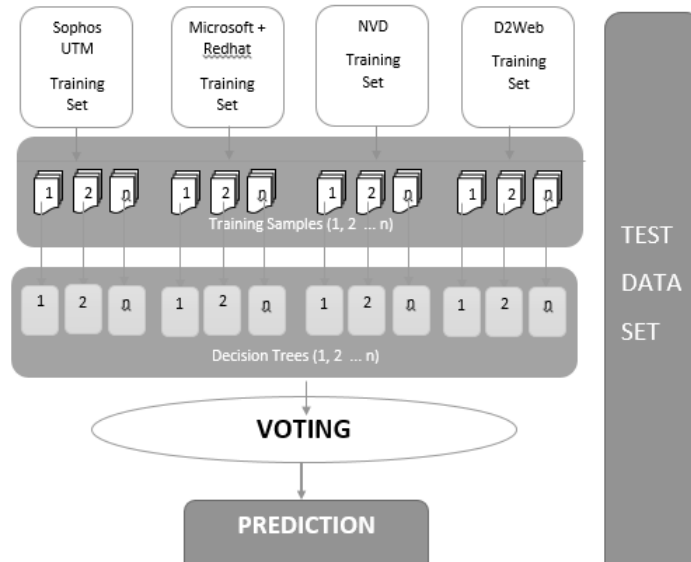 Sophos
UTM
Training
Set
Microsoft +
Redhat
Training
Set
NVD
Training
Set
D2Web
Training
Set
1 2 n 1 2 n 1 2 n 1 2 n
Training Samples (1, 2 ... n)
1 2 n 1 2 n 1 2 n 1 2 n
Decision Trees (1, 2 ... n)
VOTING
PREDICTION
TEST
DATA
SET